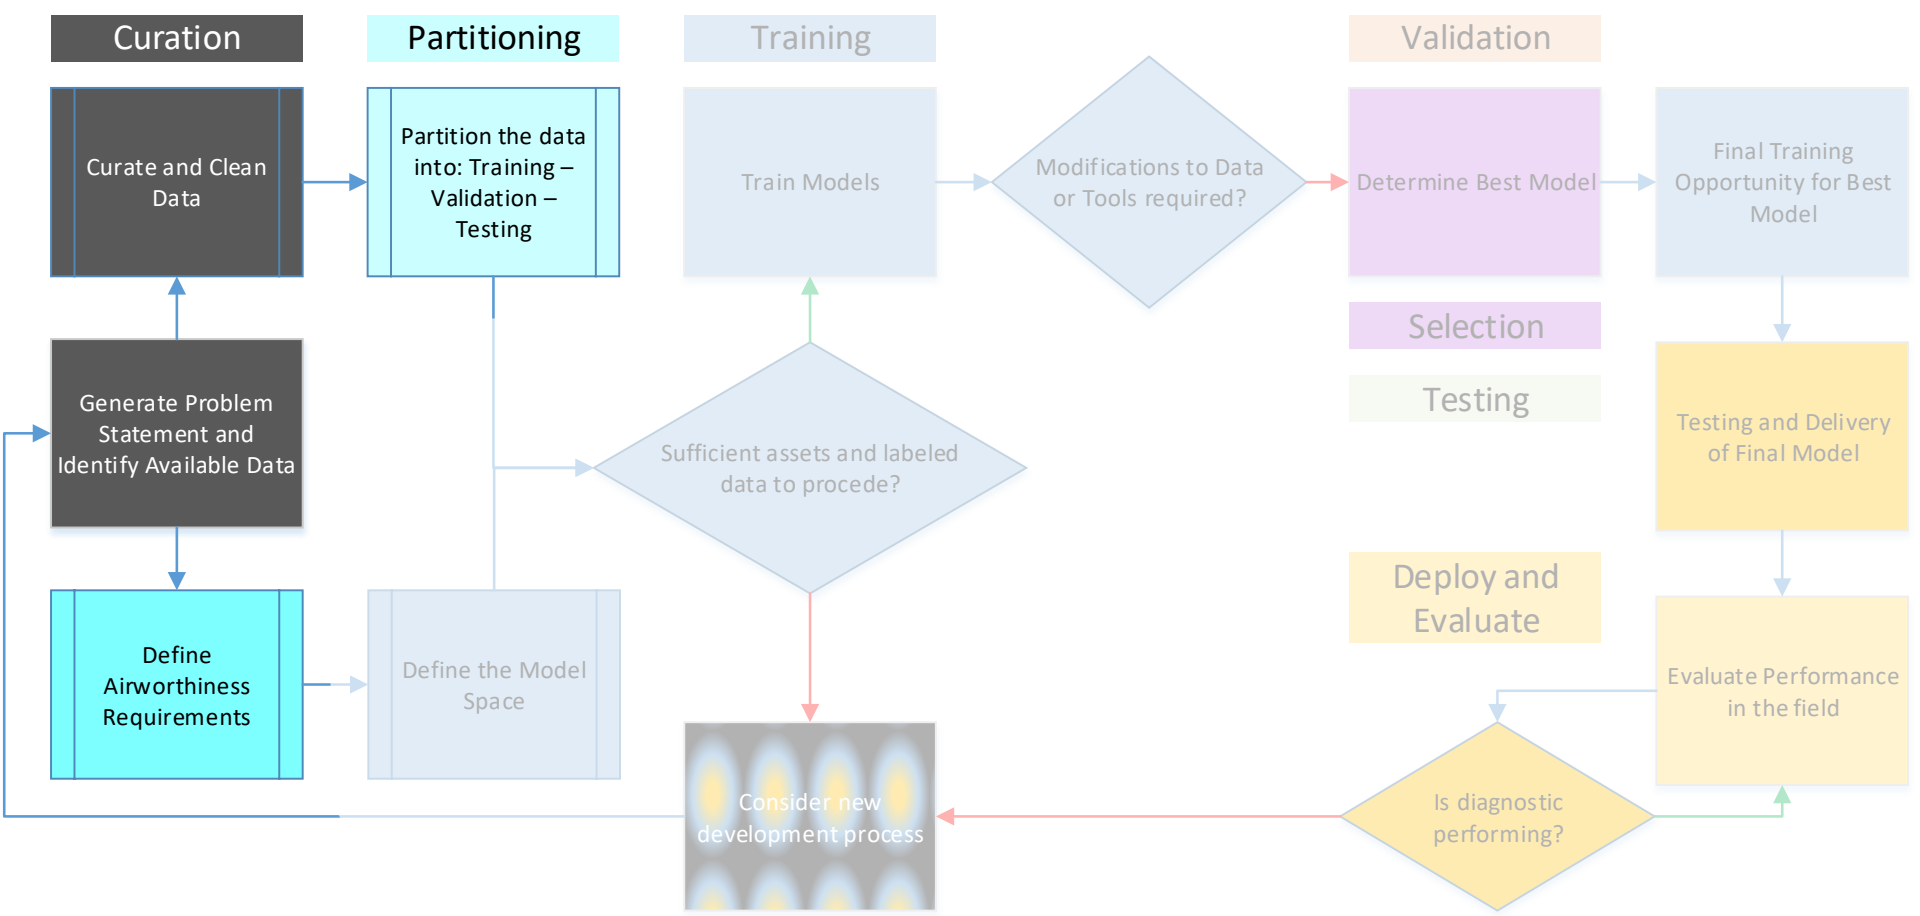 Curation
Partitioning
Training
Validation
Curate and Clean
Data
Partition the data
into: Training –
Validation –
Testing
Train Models
Modifications to Data
or Tools required?
Determine Best Model
Final Training
Opportunity for Best
Model
Selection
Testing
Generate Problem
Statement and
Identify Available Data
Sufficient assets and labeled
data to procede?
Testing and Delivery
of Final Model
Deploy and
Evaluate
Define
Airworthiness
Requirements
Define the Model
Space
Evaluate Performance
in the field
Consider new
development process
Is diagnostic
performing?